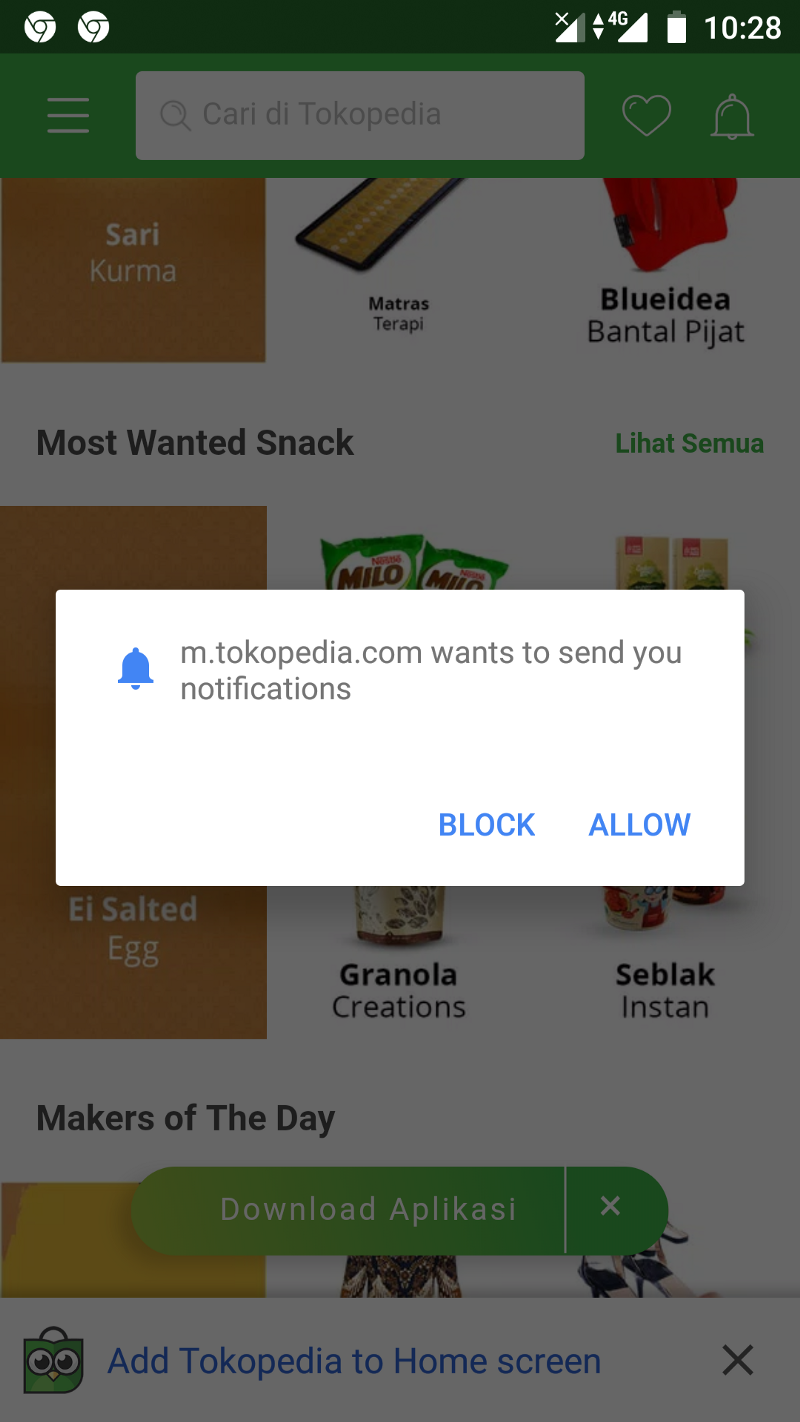 4G 10:28
Cari di Tokopedia
Sari
Kurma
Matras
Terapi
Blueidea
Bantal Pijat
Most Wanted Snack
Lihat Semua
Nestle
MILO
MILO
m.tokopedia.com wants to send you
notifications
BLOCK
ALLOW
Ei Salted
Egg
Granola
Creations
Seblak
Instan
Makers of The Day
Download Aplikasi
Add Tokopedia to Home screen